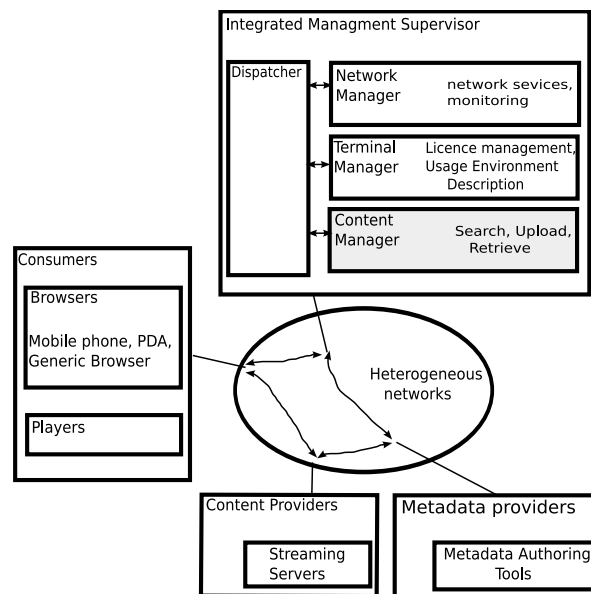 Integrated Managment Supervisor
Dispatcher
Network
Manager
network sevices,
monitoring
Terminal
Manager
Licence management,
Usage Environment
Description
Content
Manager
Search, Upload,
Retrieve
Consumers
Browsers
Mobile phone, PDA,
Generic Browser
Players
Heterogeneous
networks
Content Providers
Streaming
Servers
Metadata providers
Metadata Authoring
Tools